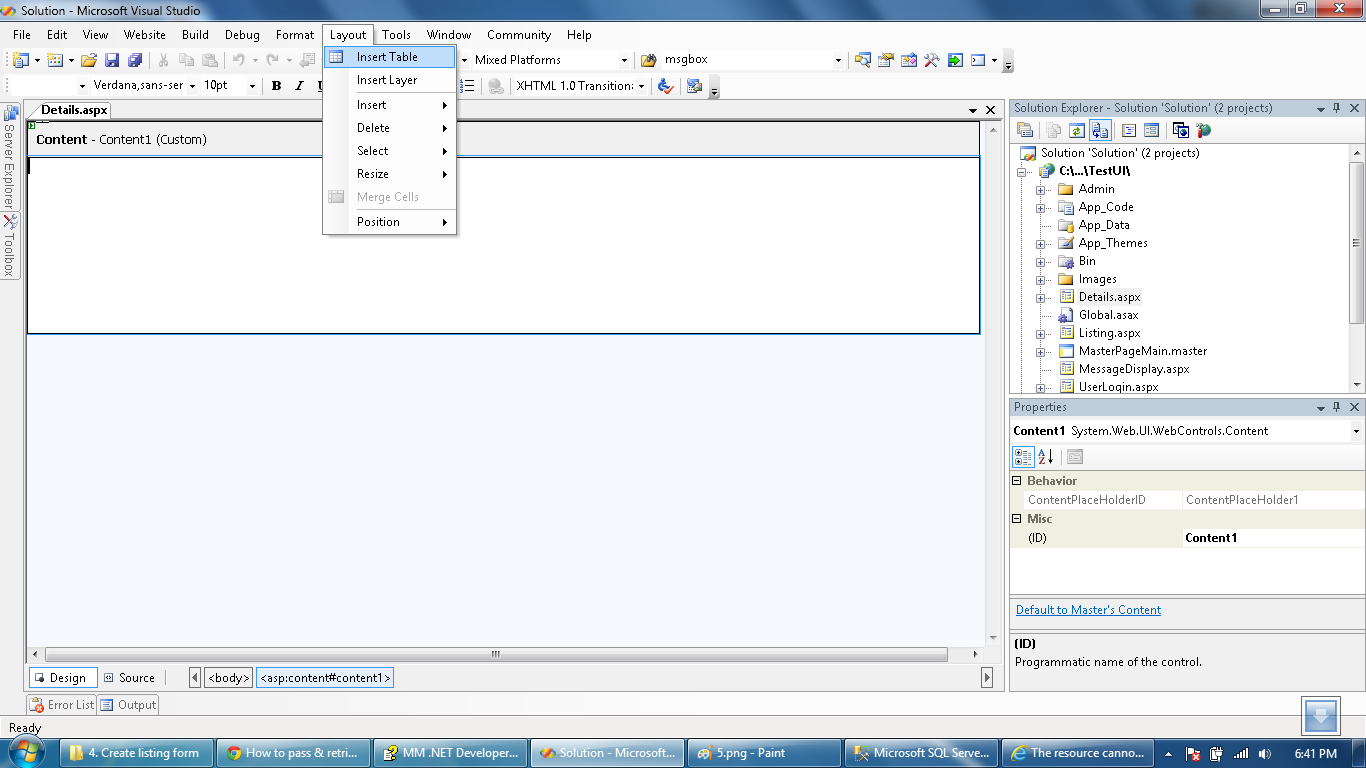 Solution - Microsoft Visual Studio
File Edit View Website Build Debug Format Layout Tools Window Community Help
Mixed Platforms msgbox
Verdana,sans-ser 10pt B I U XHTML 1.0 Transition:
Insert Table
Insert Layer
Insert
Delete
Select
Resize
Merge Cells
Position
Server Explorer
Toolbox
Details.aspx
Content - Content1 (Custom)
Design Source <body> <asp:content#content1>
Error List Output
Ready
Solution Explorer - Solution 'Solution' (2 projects)
Solution 'Solution' (2 projects)
C:\...\TestUI\
Admin
App_Code
App_Data
App_Themes
Bin
Images
Details.aspx
Global.asax
Listing.aspx
MasterPageMain.master
MessageDisplay.aspx
UserLogin.aspx
Properties
Content1 System.Web.UI.WebControls.Content
Behavior
ContentPlaceHolderID ContentPlaceHolder1
Misc
(ID) Content1
Default to Master's Content
(ID)
Programmatic name of the control.
4. Create listing form How to pass & retri... MM .NET Developer... Solution - Microsoft... 5.png - Paint Microsoft SQL Serve... The resource canno... 6:41 PM